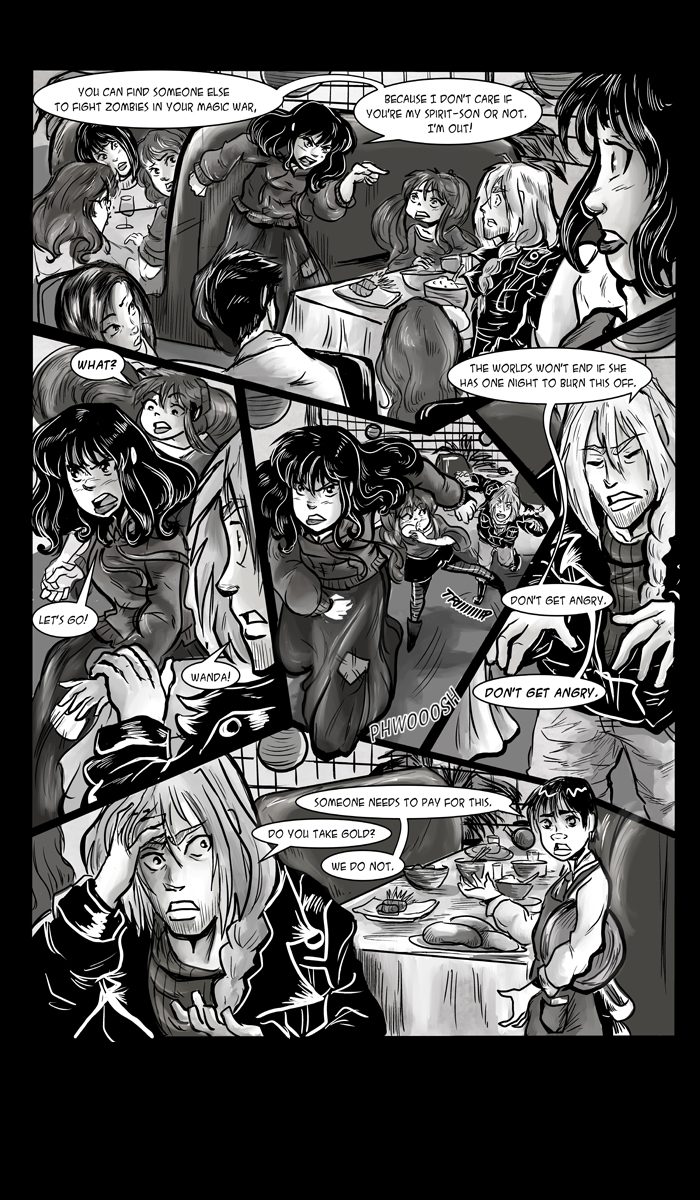 YOU CAN FIND SOMEONE ELSE
TO FIGHT ZOMBIES IN YOUR MAGIC WAR,
BECAUSE I DON'T CARE IF
YOU'RE MY SPIRIT-SON OR NOT.
I'M OUT!
WHAT?
LET'S GO!
WANDA!
TRIIIIIIP
PHWOOOSH
THE WORLDS WON'T END IF SHE
HAS ONE NIGHT TO BURN THIS OFF.
DON'T GET ANGRY.
DON'T GET ANGRY.
SOMEONE NEEDS TO PAY FOR THIS.
DO YOU TAKE GOLD?
WE DO NOT.